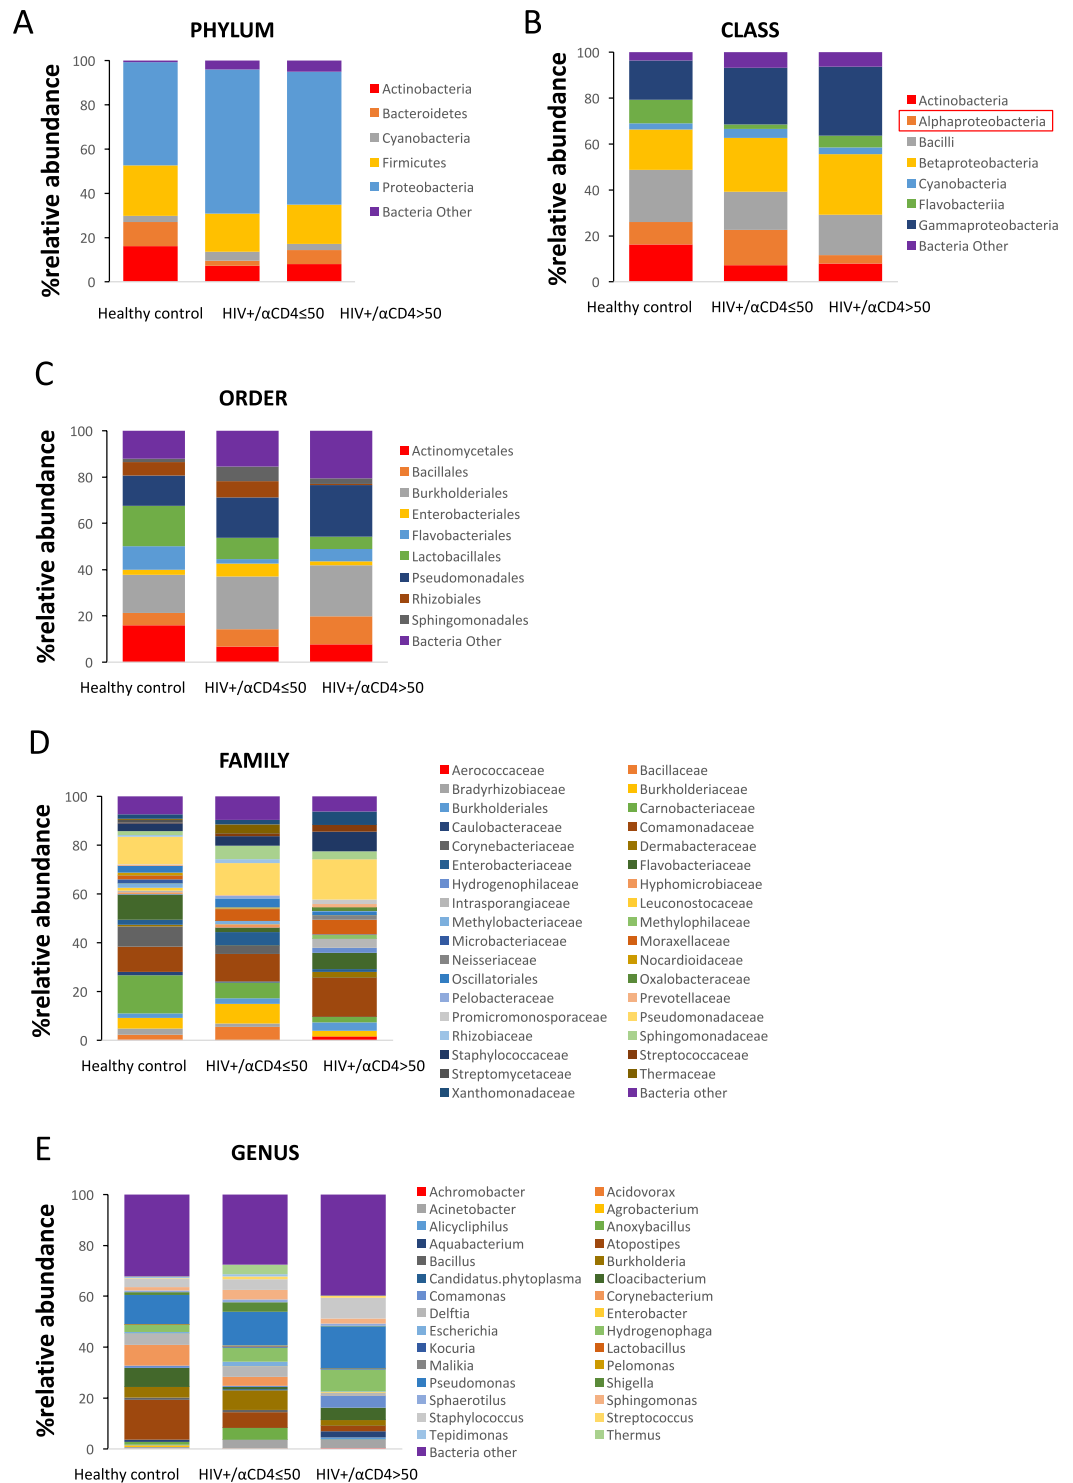 A
PHYLUM
%relative abundance
100
80
60
40
20
0
Healthy control HIV+/αCD4≤50 HIV+/αCD4>50
Actinobacteria
Bacteroidetes
Cyanobacteria
Firmicutes
Proteobacteria
Bacteria Other
B
CLASS
%relative abundance
100
80
60
40
20
0
Healthy control HIV+/αCD4≤50 HIV+/αCD4>50
Actinobacteria
Alphaproteobacteria
Bacilli
Betaproteobacteria
Cyanobacteria
Flavobacteriia
Gammaproteobacteria
Bacteria Other
C
ORDER
%relative abundance
100
80
60
40
20
0
Healthy control HIV+/αCD4≤50 HIV+/αCD4>50
Actinomycetales
Bacillales
Burkholderiales
Enterobacteriales
Flavobacteriales
Lactobacillales
Pseudomonadales
Rhizobiales
Sphingomonadales
Bacteria Other
D
FAMILY
%relative abundance
100
80
60
40
20
0
Healthy control HIV+/αCD4≤50 HIV+/αCD4>50
Aerococcaceae Bacillaceae
Bradyrhizobiaceae Burkholderiaceae
Burkholderiales Carnobacteriaceae
Caulobacteraceae Comamonadaceae
Corynebacteriaceae Dermabacteraceae
Enterobacteriaceae Flavobacteriaceae
Hydrogenophilaceae Hyphomicrobiaceae
Intrasporangiaceae Leuconostocaceae
Methylobacteriaceae Methylophilaceae
Microbacteriaceae Moraxellaceae
Neisseriaceae Nocardioidaceae
Oscillatoriales Oxalobacteraceae
Pelobacteraceae Prevotellaceae
Promicromonosporaceae Pseudomonadaceae
Rhizobiaceae Sphingomonadaceae
Staphylococcaceae Streptococcaceae
Streptomycetaceae Thermaceae
Xanthomonadaceae Bacteria other
E
GENUS
%relative abundance
100
80
60
40
20
0
Healthy control HIV+/αCD4≤50 HIV+/αCD4>50
Achromobacter Acidovorax
Acinetobacter Agrobacterium
Alicycliphilus Anoxybacillus
Aquabacterium Atopostipes
Bacillus Burkholderia
Candidatus.phytoplasma Cloacibacterium
Comamonas Corynebacterium
Delftia Enterobacter
Escherichia Hydrogenophaga
Kocuria Lactobacillus
Malikia Pelomonas
Pseudomonas Shigella
Sphaerotilus Sphingomonas
Staphylococcus Streptococcus
Tepidimonas Thermus
Bacteria other